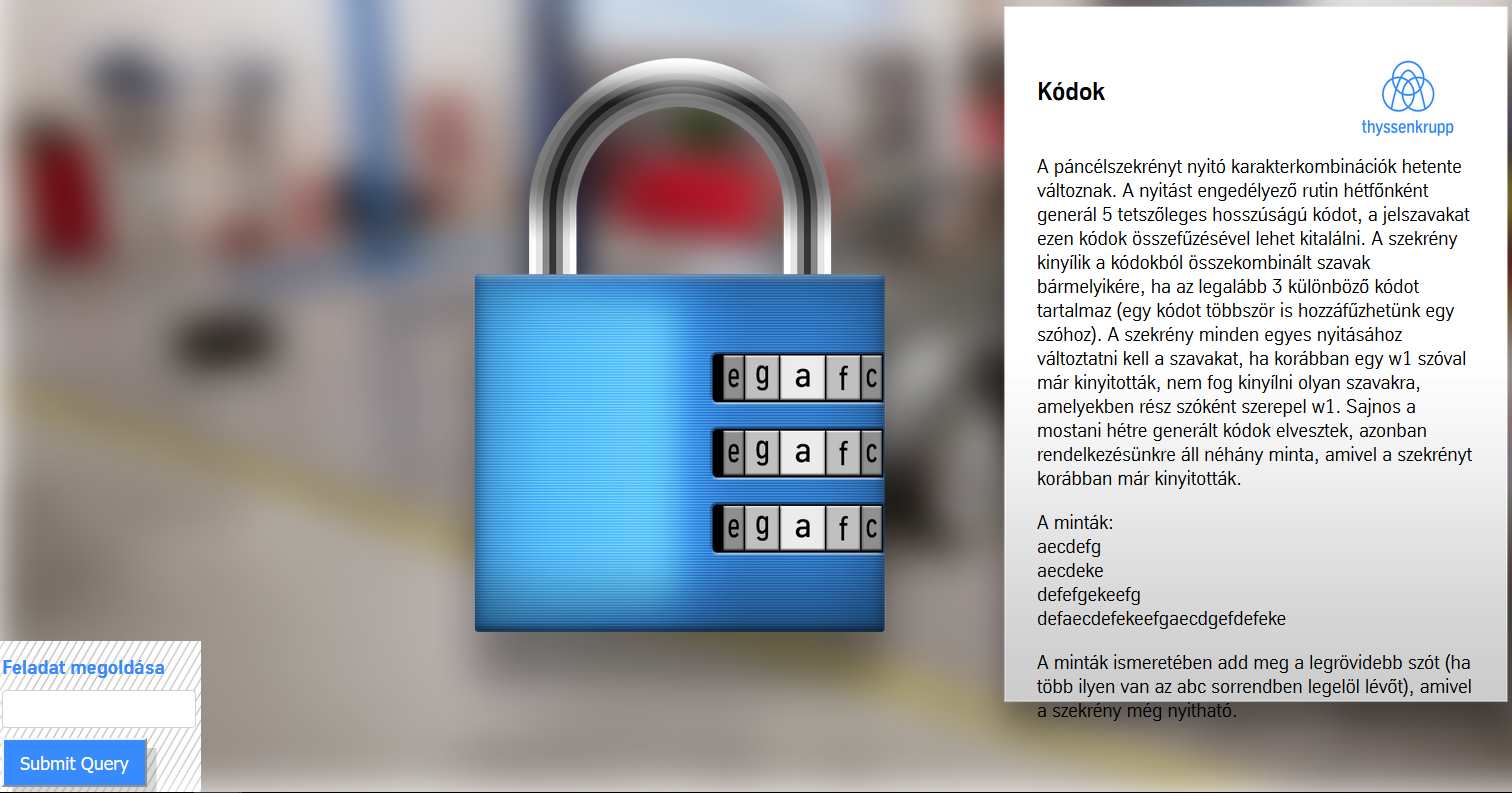 Kódok
thyssenkrupp
A páncélszekrényt nyitó karakterkombinációk hetente
változnak. A nyitást engedélyező rutin hétfőnként
generál 5 tetszőleges hosszúságú kódot, a jelszavakat
ezen kódok összefűzésével lehet kitalálni. A szekrény
kinyílik a kódokból összekombinált szavak
bármelyikére, ha az legalább 3 különböző kódot
tartalmaz (egy kódot többször is hozzáfűzhetünk egy
szóhoz). A szekrény minden egyes nyitásához
változtatni kell a szavakat, ha korábban egy w1 szóval
már kinyitották, nem fog kinyílni olyan szavakra,
amelyekben rész szóként szerepel w1. Sajnos a
mostani hétre generált kódok elvesztek, azonban
rendelkezésünkre áll néhány minta, amivel a szekrényt
korábban már kinyitották.
A minták:
aecdefg
aecdeke
defefgekeefg
defaecdefekeefgaecdgefdefeke
A minták ismeretében add meg a legrövidebb szót (ha
több ilyen van az abc sorrendben legelöl lévőt), amivel
a szekrény még nyitható.
e g a f c
e g a f c
e g a f c
Feladat megoldása
Submit Query